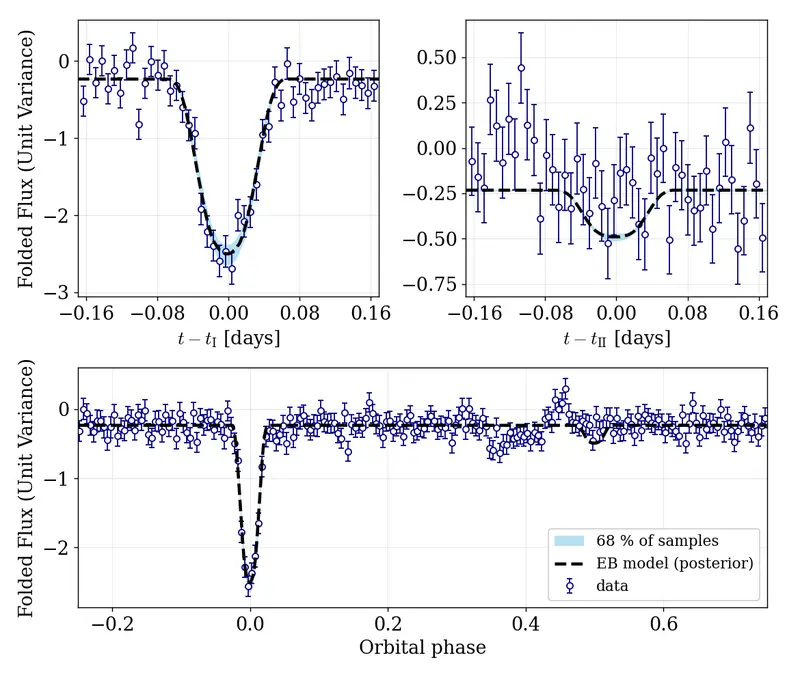 Folded Flux (Unit Variance)
0
−1
−2
−3
−0.16 −0.08 0.00 0.08 0.16
t − tI [days]
0.50
0.25
0.00
−0.25
−0.50
−0.75
−0.16 −0.08 0.00 0.08 0.16
t − tII [days]
Folded Flux (Unit Variance)
0
−1
−2
68 % of samples
EB model (posterior)
data
−0.2 0.0 0.2 0.4 0.6
Orbital phase